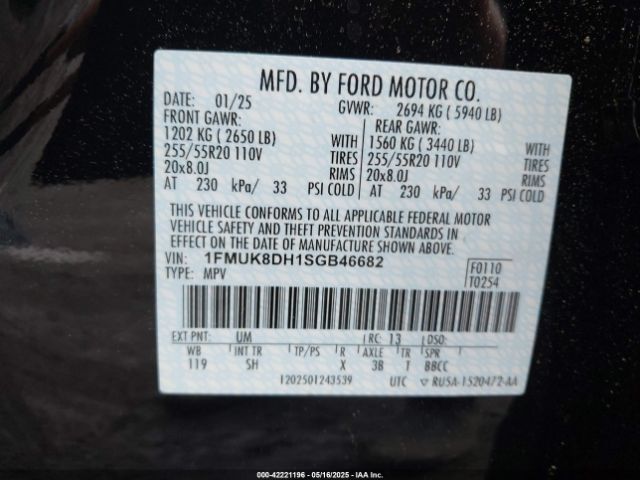 MFD. BY FORD MOTOR CO.
DATE: 01/25 GVWR: 2694 KG ( 5940 LB)
FRONT GAWR: REAR GAWR:
1202 KG ( 2650 LB) WITH 1560 KG ( 3440 LB) WITH
255/55R20 110V TIRES 255/55R20 110V TIRES
20x8.0J RIMS 20x8.0J RIMS
AT 230 kPa/ 33 PSI COLD AT 230 kPa/ 33 PSI COLD
THIS VEHICLE CONFORMS TO ALL APPLICABLE FEDERAL MOTOR
VEHICLE SAFETY AND THEFT PREVENTION STANDARDS IN
EFFECT ON THE DATE OF MANUFACTURE SHOWN ABOVE.
VIN: 1FMUK8DH1SGB46682 F0110
TYPE: MPV T0254
EXT PNT: UM RC: 13 DSO:
WB INT TR TP/PS R AXLE TR SPR
119 SH X 3B T BBCC
1202501243539 UTC ▽ RU5A-1520472-AA
000-42221196 - 05/16/2025 - IAA Inc.